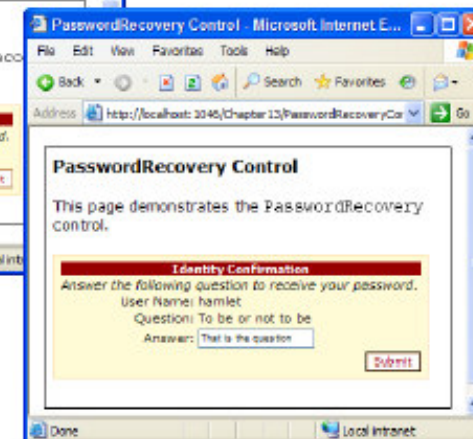 PasswordRecovery Control - Microsoft Internet E...
File Edit View Favorites Tools Help
Back Search Favorites
Address http://localhost:1046/Chapter13/PasswordRecoveryCor Go
PasswordRecovery Control
This page demonstrates the PasswordRecovery
control.
Identity Confirmation
Answer the following question to receive your password.
User Name: hamlet
Question: To be or not to be
Answer: That is the question
Submit
Done Local intranet